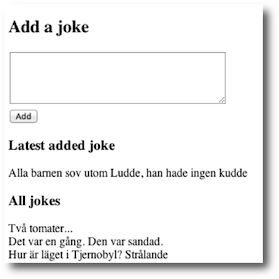 Add a joke
Add
Latest added joke
Alla barnen sov utom Ludde, han hade ingen kudde
All jokes
Två tomater...
Det var en gång. Den var sandad.
Hur är läget i Tjernobyl? Strålande